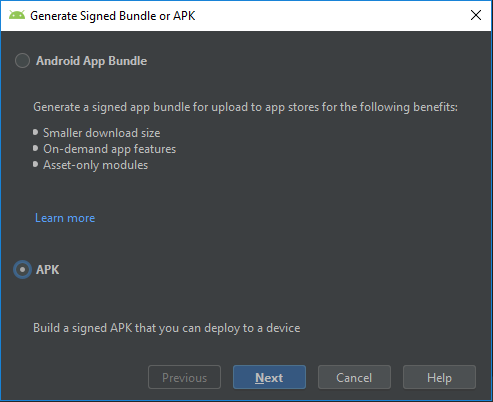 Generate Signed Bundle or APK
Android App Bundle
Generate a signed app bundle for upload to app stores for the following benefits:
Smaller download size
On-demand app features
Asset-only modules
Learn more
APK
Build a signed APK that you can deploy to a device
Previous Next Cancel Help